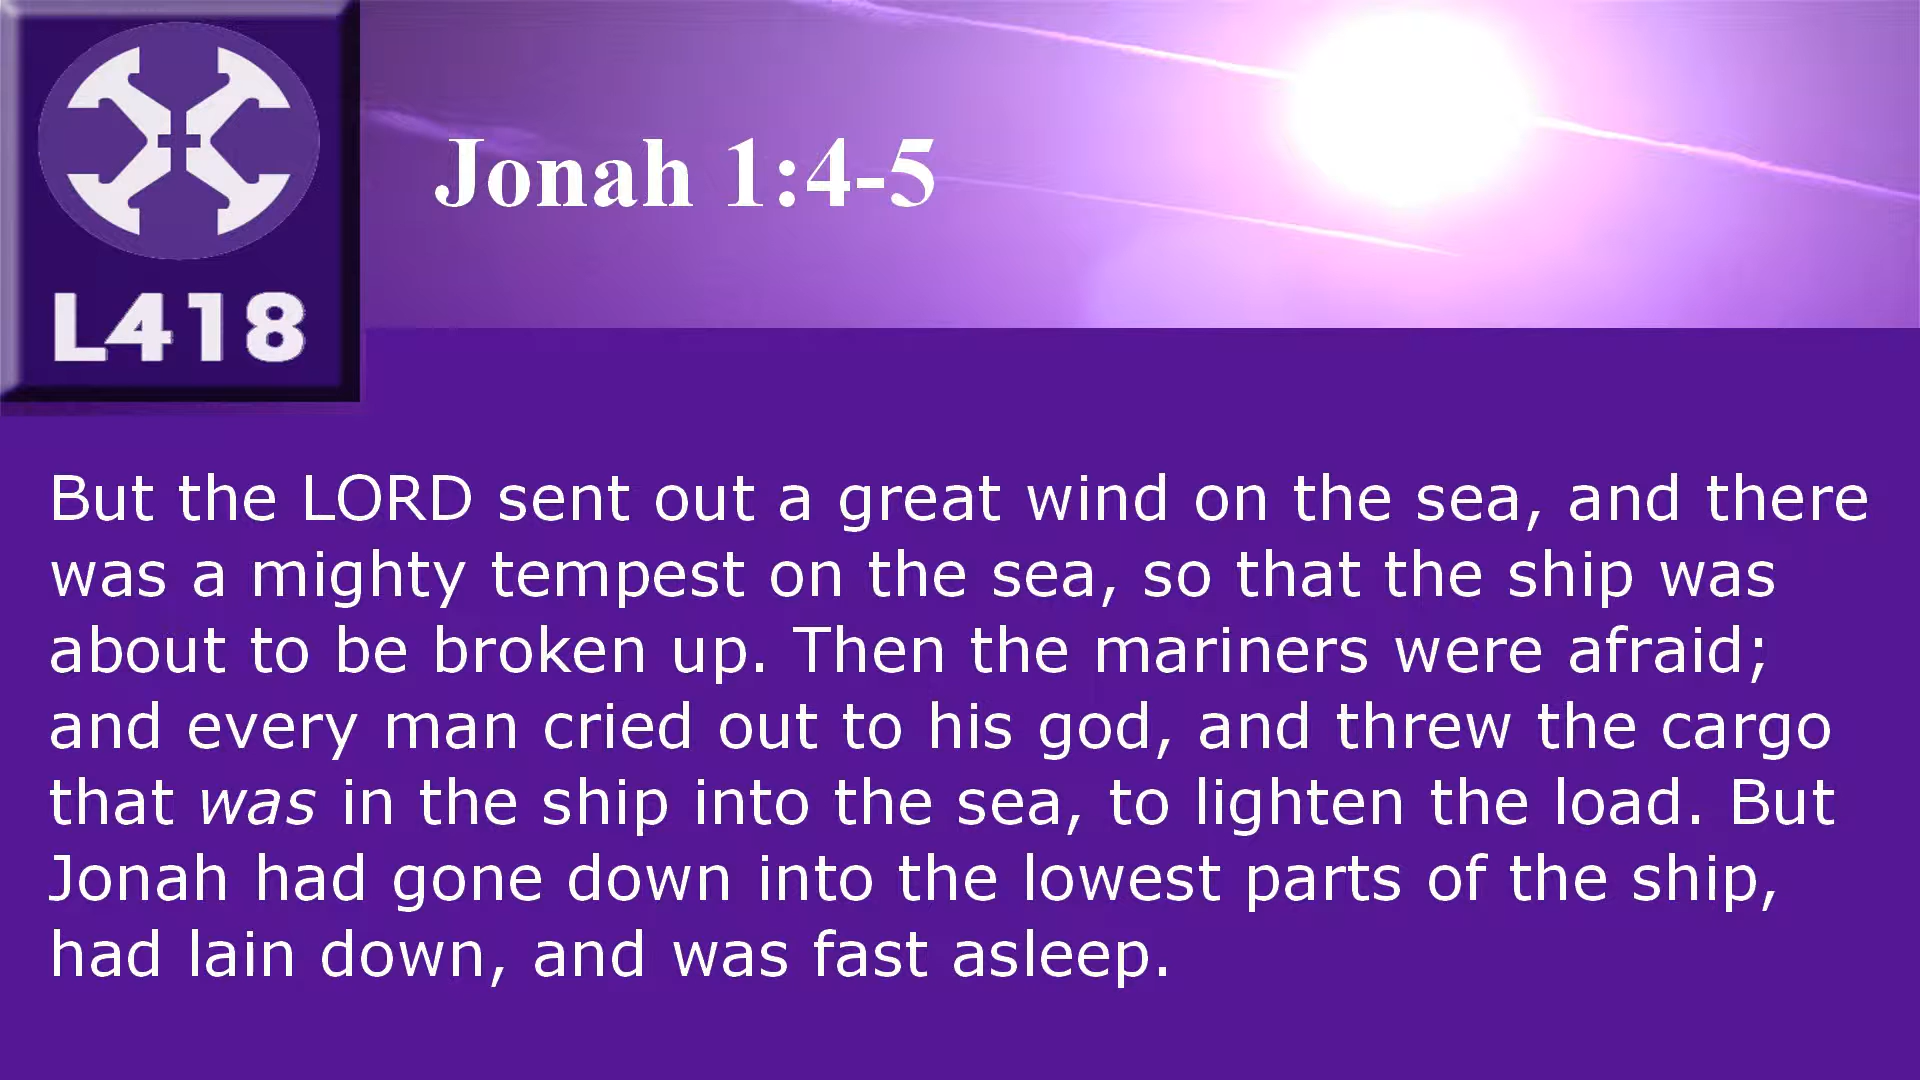 Jonah 1:4-5
L418
But the LORD sent out a great wind on the sea, and there
was a mighty tempest on the sea, so that the ship was
about to be broken up. Then the mariners were afraid;
and every man cried out to his god, and threw the cargo
that was in the ship into the sea, to lighten the load. But
Jonah had gone down into the lowest parts of the ship,
had lain down, and was fast asleep.